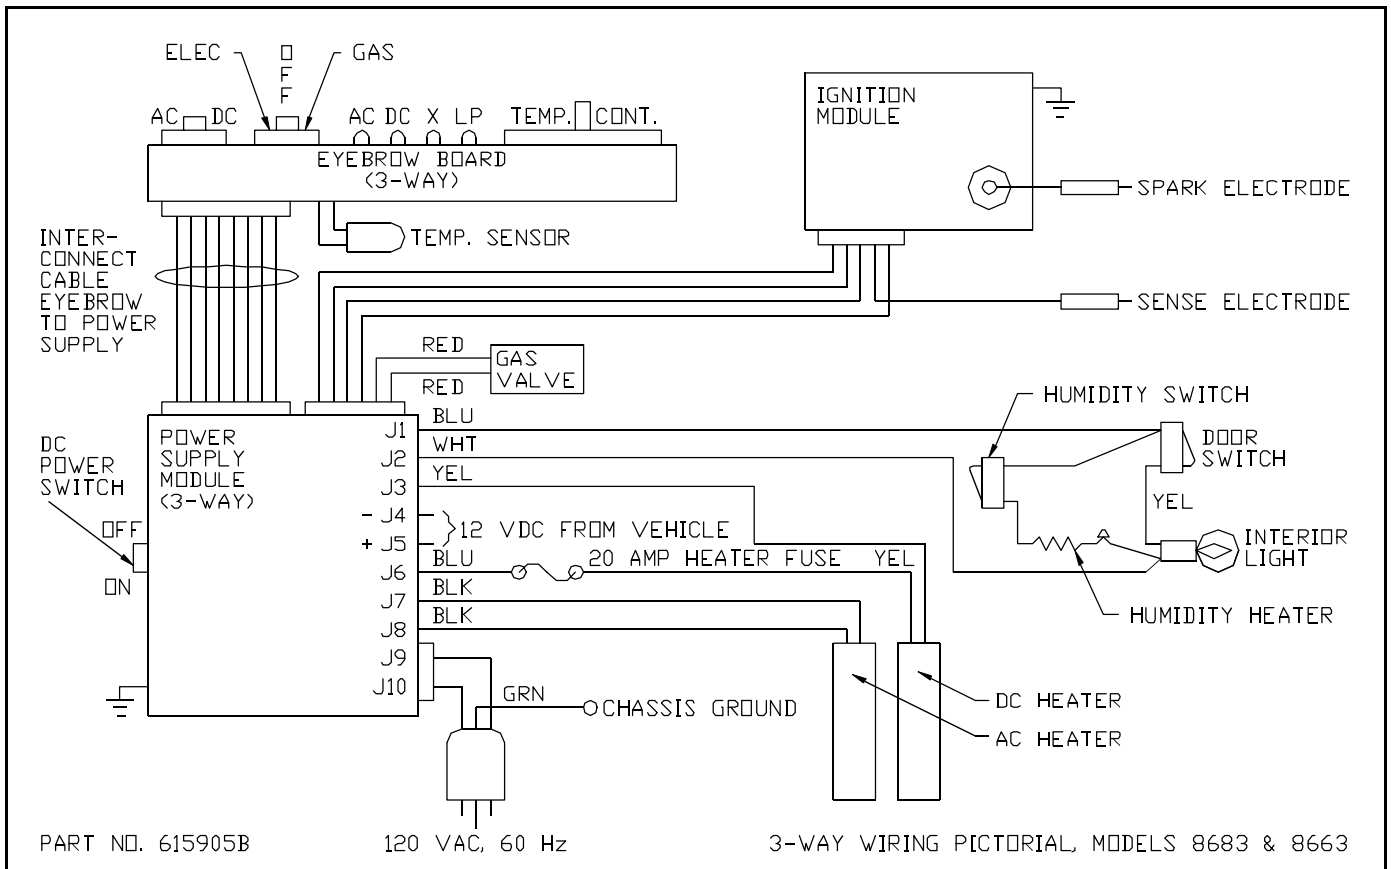 ELEC
OFF
GAS
AC DC
AC DC X LP
TEMP. CONT.
EYEBROW BOARD
(3-WAY)
IGNITION
MODULE
SPARK ELECTRODE
TEMP. SENSOR
INTER-
CONNECT
CABLE
EYEBROW
TO POWER
SUPPLY
SENSE ELECTRODE
RED
GAS
VALVE
RED
HUMIDITY SWITCH
DOOR
SWITCH
YEL
INTERIOR
LIGHT
HUMIDITY HEATER
DC
POWER
SWITCH
OFF
ON
POWER
SUPPLY
MODULE
(3-WAY)
J1 BLU
J2 WHT
J3 YEL
- J4
12 VDC FROM VEHICLE
+ J5
J6 BLU 20 AMP HEATER FUSE YEL
J7 BLK
J8 BLK
J9
J10
GRN
CHASSIS GROUND
DC HEATER
AC HEATER
PART NO. 615905B
120 VAC, 60 Hz
3-WAY WIRING PICTORIAL, MODELS 8683 & 8663